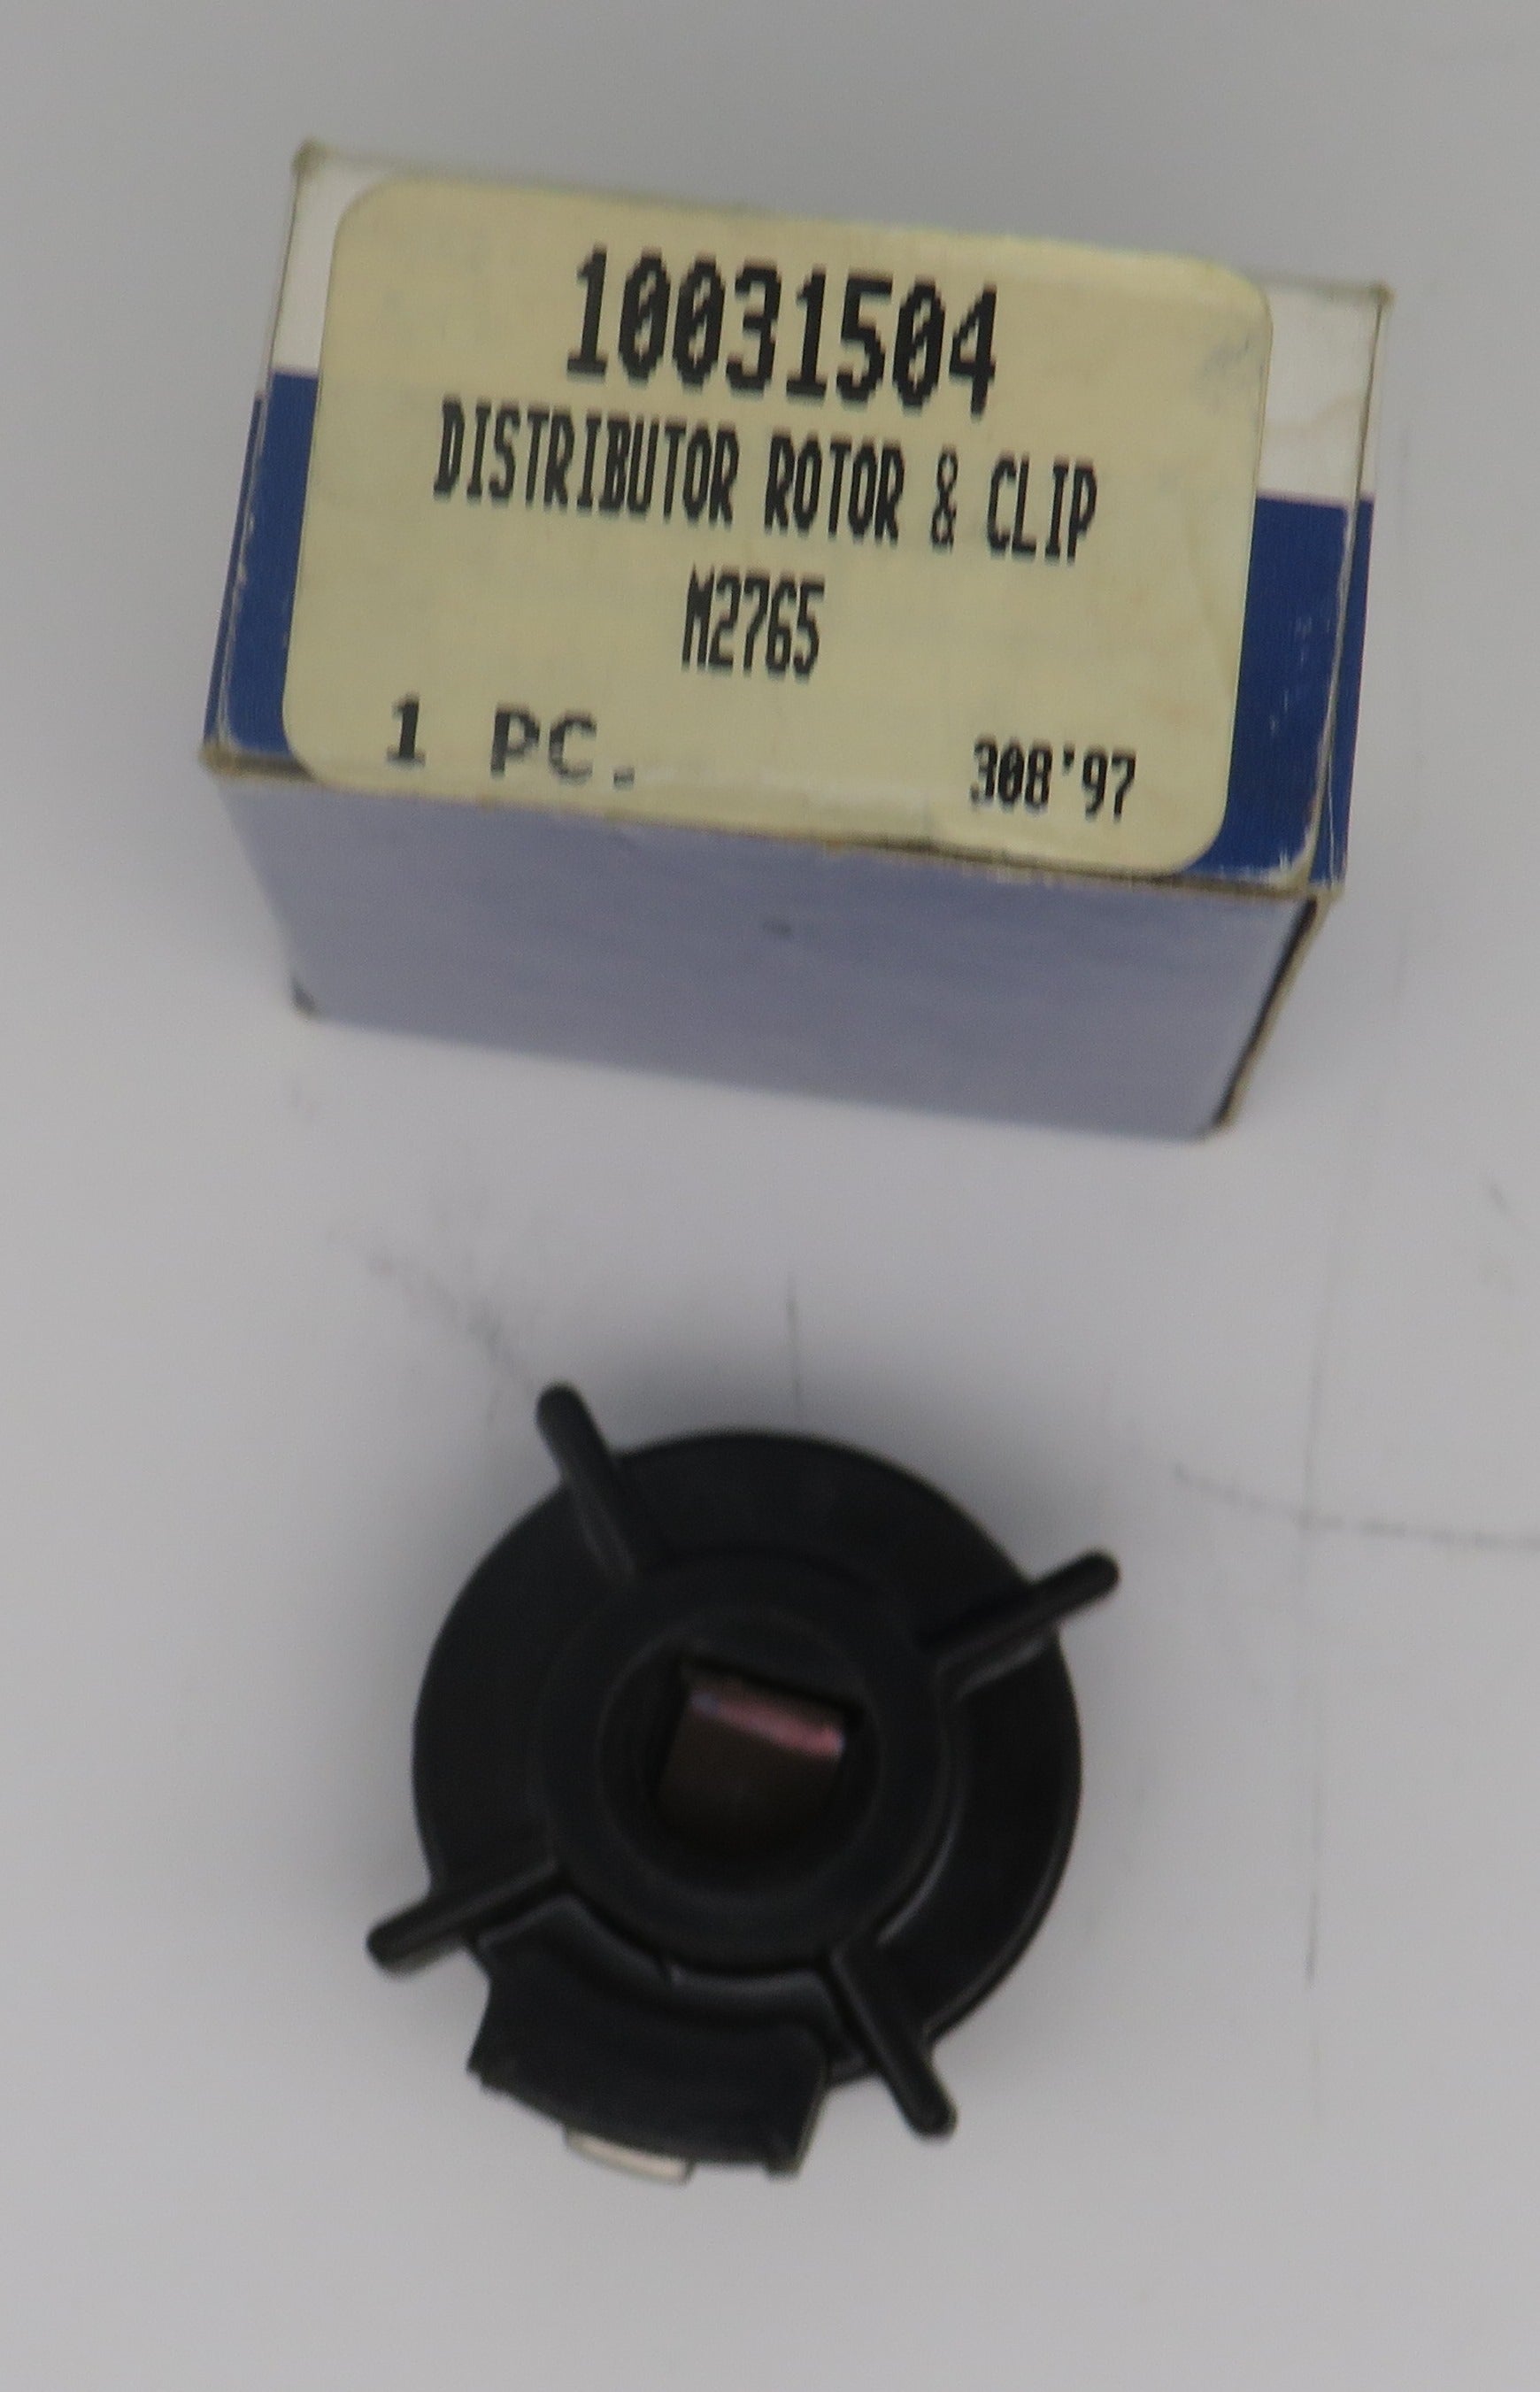 10031504
DISTRIBUTOR ROTOR & CLIP
M2765
1 PC. 308'97